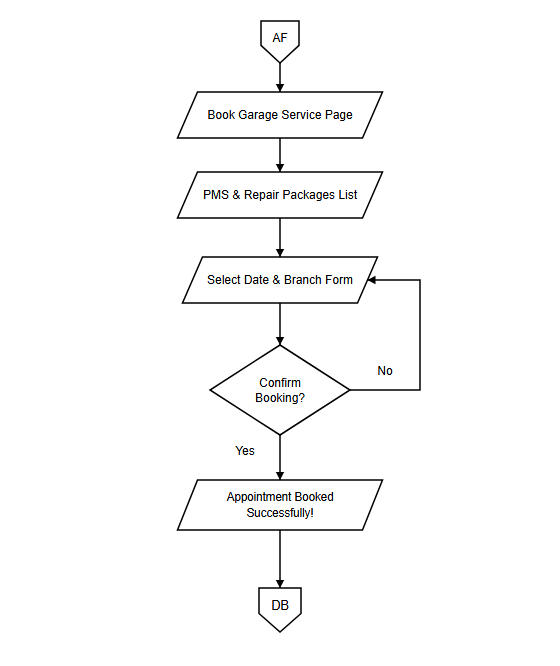 AF
Book Garage Service Page
PMS & Repair Packages List
Select Date & Branch Form
Confirm
Booking?
No
Yes
Appointment Booked
Successfully!
DB